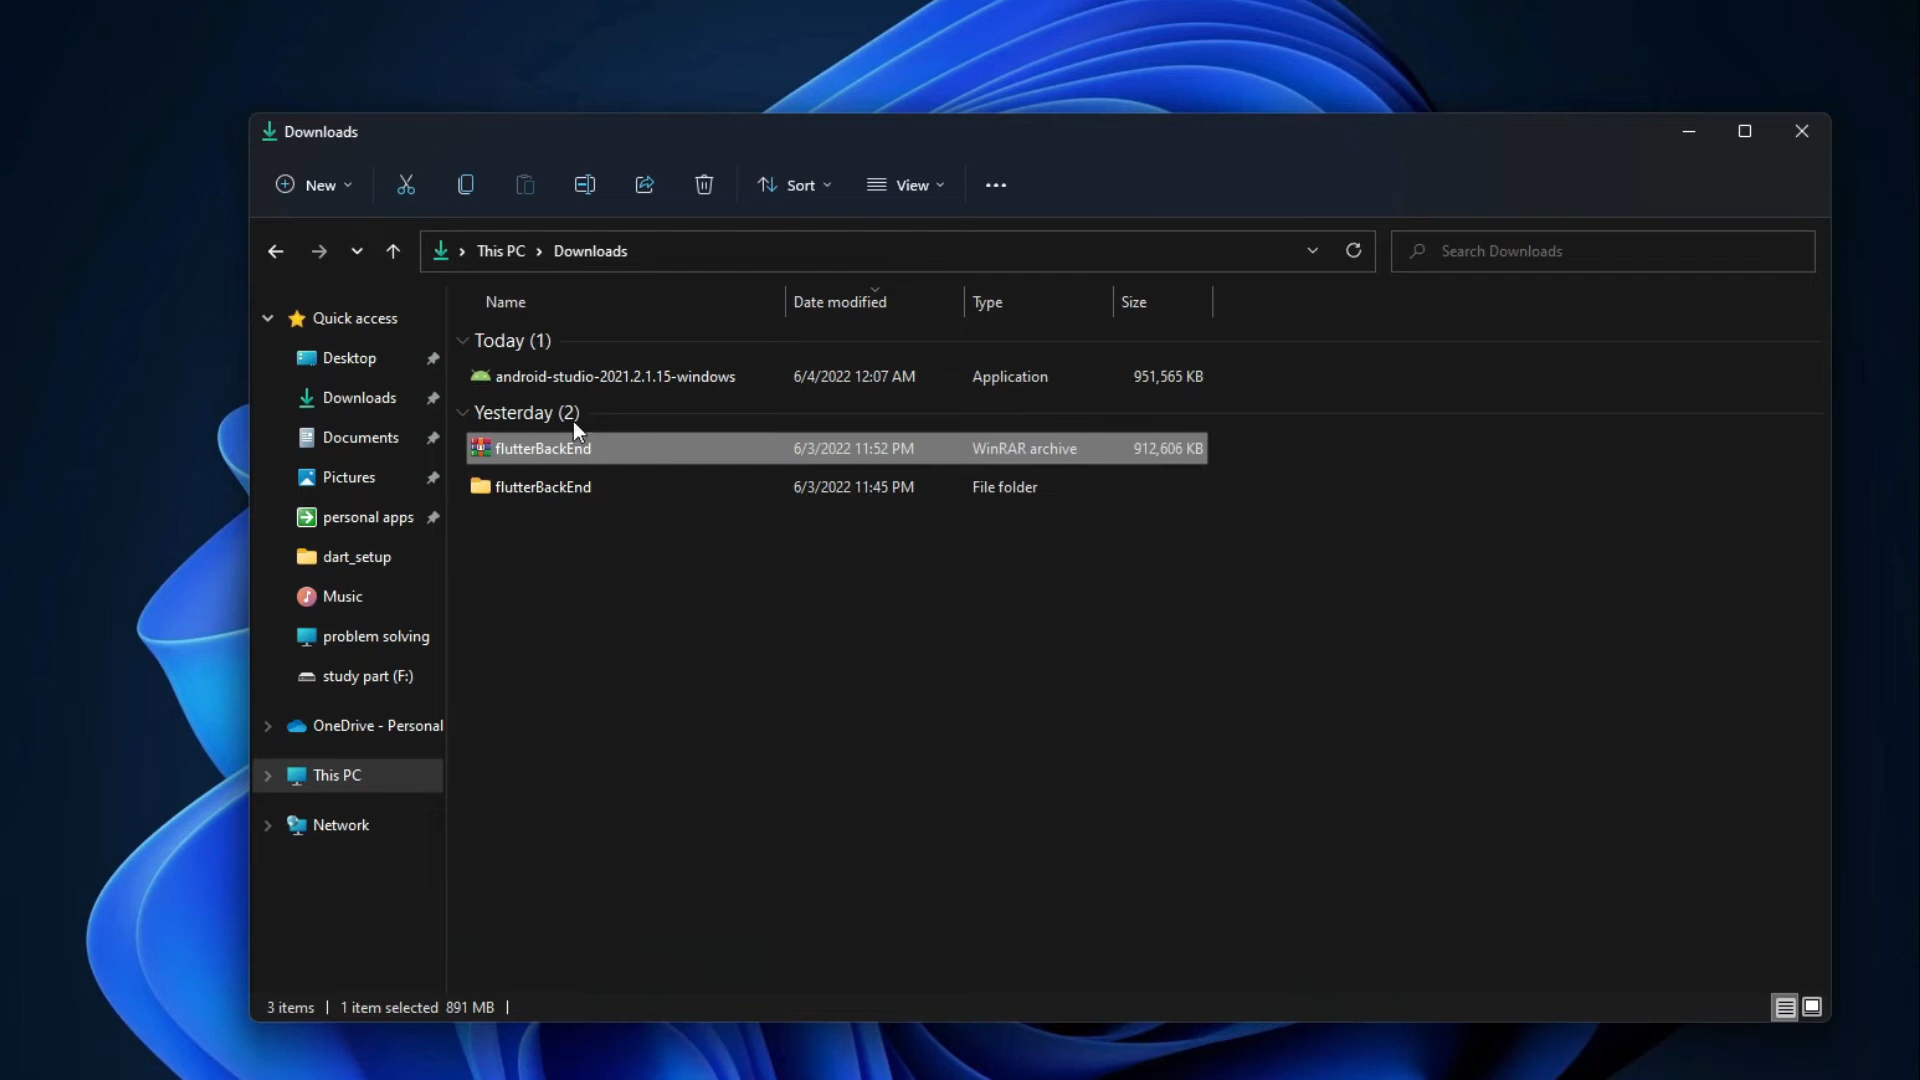 Downloads
New
Sort
View
This PC
Downloads
Search Downloads
Name
Date modified
Type
Size
Quick access
Desktop
Downloads
Documents
Pictures
personal apps
dart_setup
Music
problem solving
study part (F:)
OneDrive - Personal
This PC
Network
Today (1)
android-studio-2021.2.1.15-windows 6/4/2022 12:07 AM Application 951,565 KB
Yesterday (2)
flutterBackEnd 6/3/2022 11:52 PM WinRAR archive 912,606 KB
flutterBackEnd 6/3/2022 11:45 PM File folder
3 items 1 item selected 891 MB